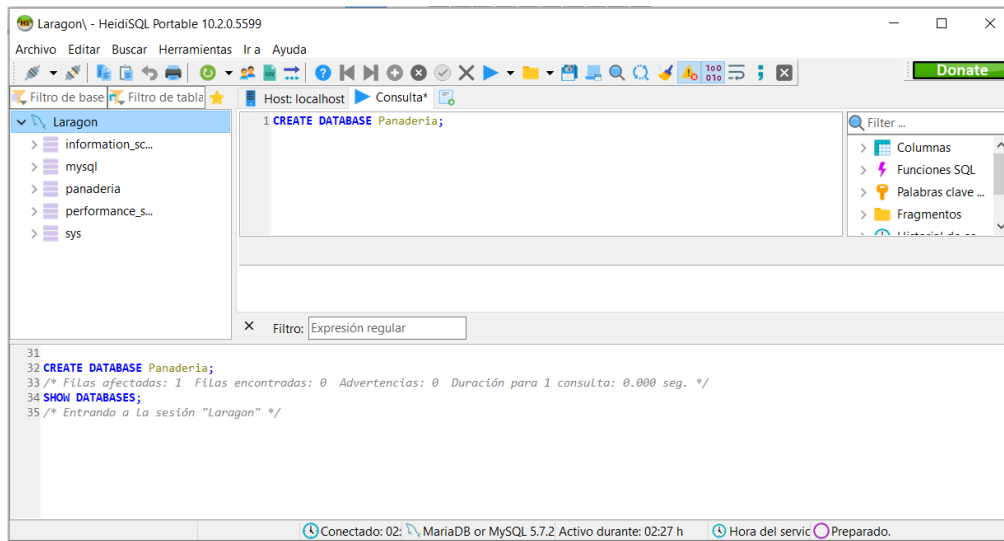 Laragon\ - HeidiSQL Portable 10.2.0.5599
Archivo Editar Buscar Herramientas Ir a Ayuda
Donate
Filtro de base Filtro de tabla
Host: localhost Consulta*
Laragon
information_sc...
mysql
panaderia
performance_s...
sys
1 CREATE DATABASE Panaderia;
Filter ...
Columnas
Funciones SQL
Palabras clave ...
Fragmentos
Filtro: Expresión regular
31
32 CREATE DATABASE Panaderia;
33 /* Filas afectadas: 1 Filas encontradas: 0 Advertencias: 0 Duración para 1 consulta: 0.000 seg. */
34 SHOW DATABASES;
35 /* Entrando a la sesión "Laragon" */
Conectado: 02: MariaDB or MySQL 5.7.2 Activo durante: 02:27 h Hora del servic Preparado.